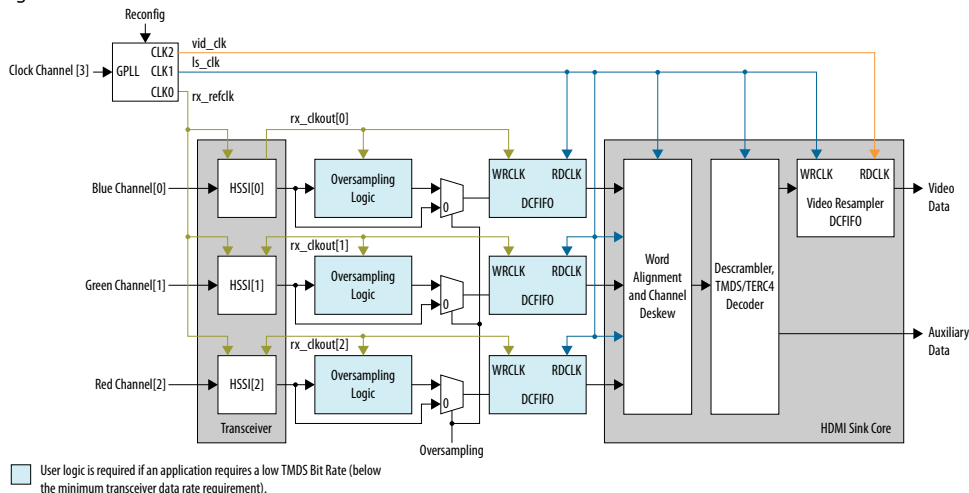 Reconfig
Clock Channel [3]
GPLL
CLK2
CLK1
CLK0
vid_clk
ls_clk
rx_refclk
rx_clkout[0]
Blue Channel[0]
HSSI[0]
Oversampling
Logic
0
WRCLK
RDCLK
DCFIFO
rx_clkout[1]
Green Channel[1]
HSSI[1]
Oversampling
Logic
0
WRCLK
RDCLK
DCFIFO
rx_clkout[2]
Red Channel[2]
HSSI[2]
Oversampling
Logic
0
WRCLK
RDCLK
DCFIFO
Transceiver
Oversampling
Word
Alignment
and Channel
Deskew
Descrambler,
TMDS/TERC4
Decoder
WRCLK
RDCLK
Video Resampler
DCFIFO
Video
Data
Auxiliary
Data
HDMI Sink Core
User logic is required if an application requires a low TMDS Bit Rate (below
the minimum transceiver data rate requirement).